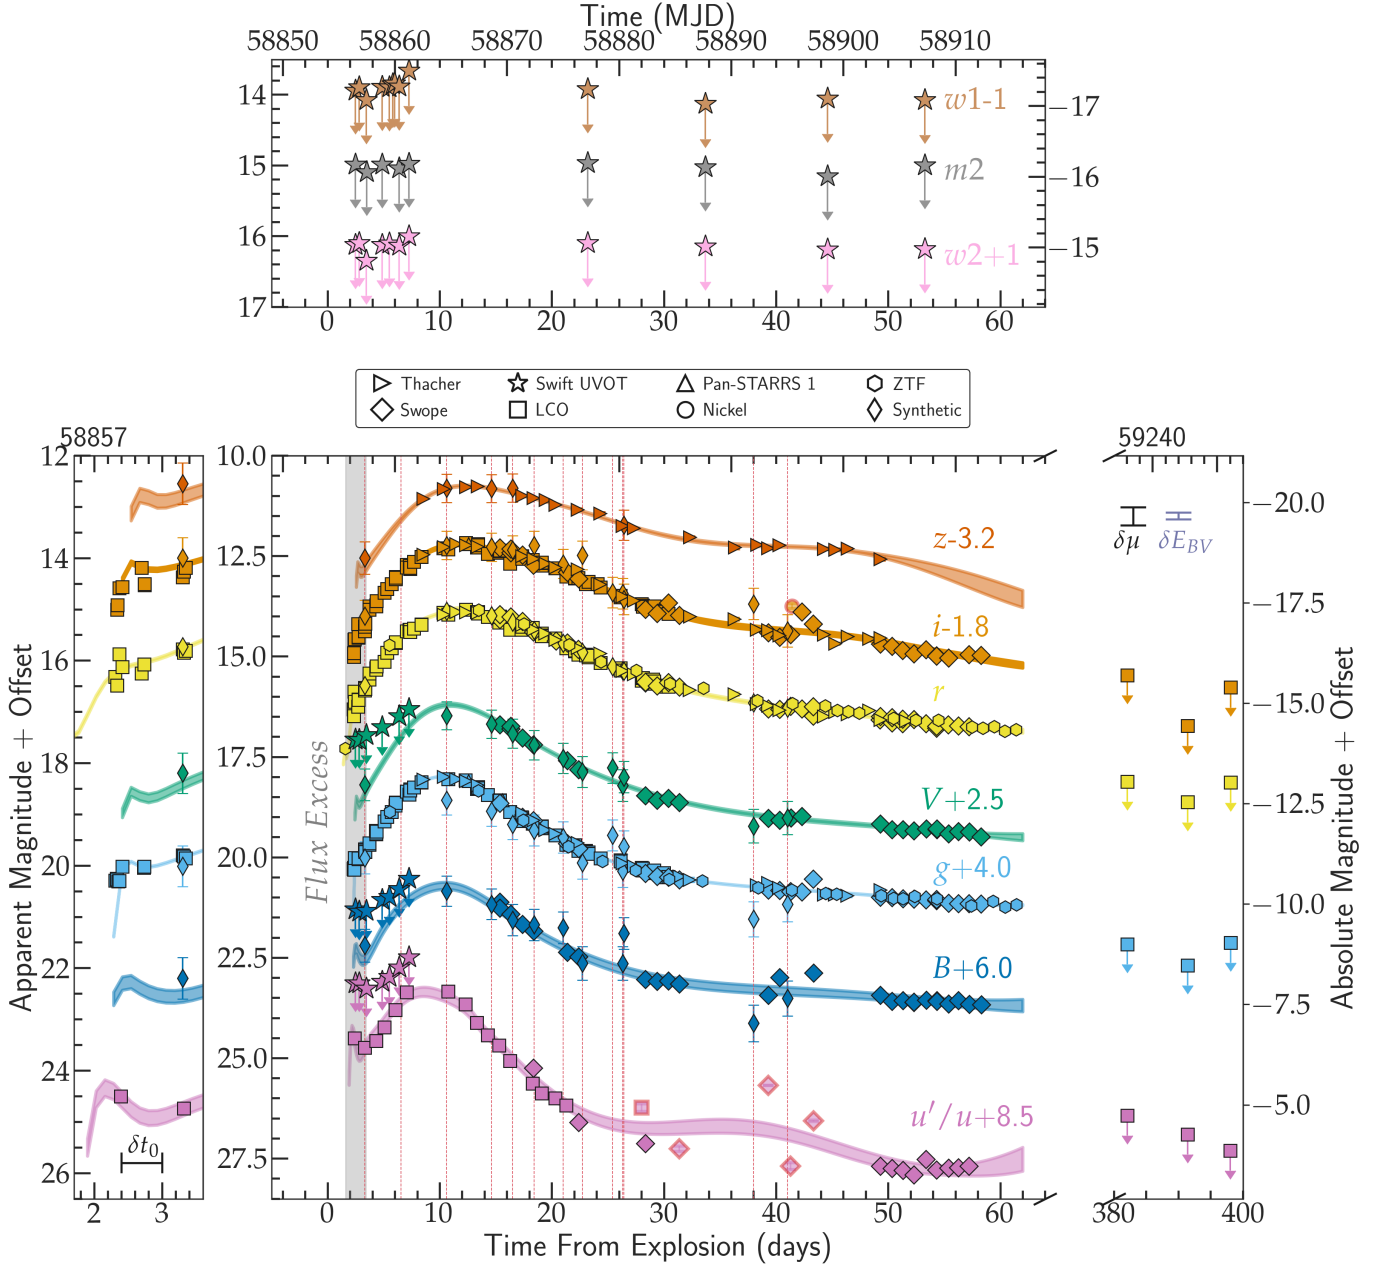 Time (MJD)
58850 58860 58870 58880 58890 58900 58910
14
15
16
17
w1-1
m2
w2+1
−17
−16
−15
0 10 20 30 40 50 60
Thacher Swift UVOT Pan-STARRS 1 ZTF
Swope LCO Nickel Synthetic
58857
59240
Apparent Magnitude + Offset
12
14
16
18
20
22
24
26
δt0
2 3
10.0
12.5
15.0
17.5
20.0
22.5
25.0
27.5
Flux Excess
z-3.2
i-1.8
r
V+2.5
g+4.0
B+6.0
u′/u+8.5
0 10 20 30 40 50 60
Time From Explosion (days)
δμ δEBV
380 400
−20.0
−17.5
−15.0
−12.5
−10.0
−7.5
−5.0
Absolute Magnitude + Offset